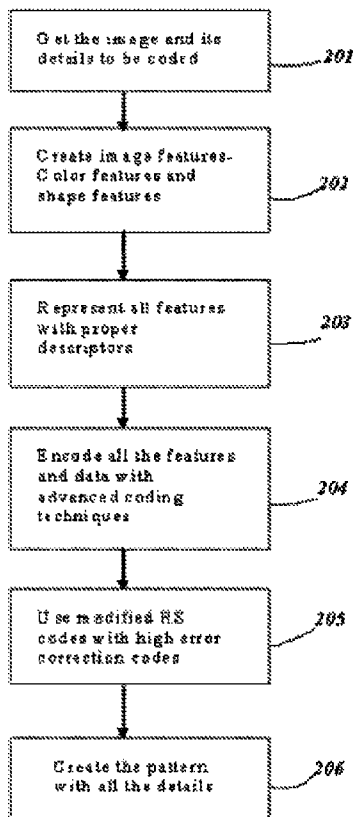 Get the image and its
details to be coded
201
Create image features-
Color features and
shape features
202
Represent all features
with proper
descriptors
203
Encode all the features
and data with
advanced coding
techniques
204
Use modified RS
codes with high error
correction codes
205
Create the pattern
with all the details
206